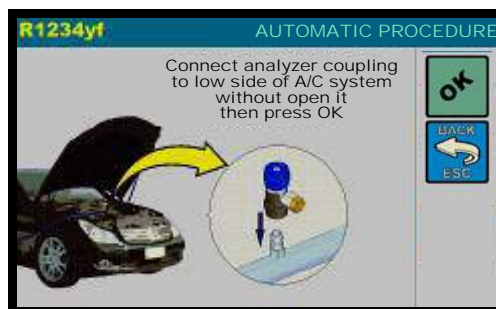 R1234yf
AUTOMATIC PROCEDURE
Connect analyzer coupling
to low side of A/C system
without open it
then press OK
OK
BACK
ESC